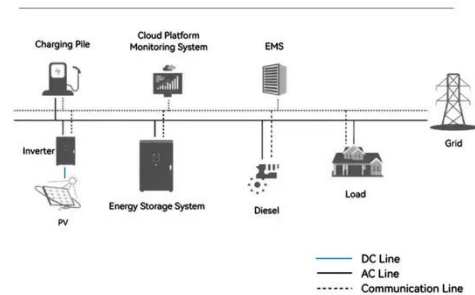 Charging Pile
Cloud Platform
Monitoring System
EMS
Grid
Inverter
PV
Energy Storage System
Diesel
Load
DC Line
AC Line
Communication Line